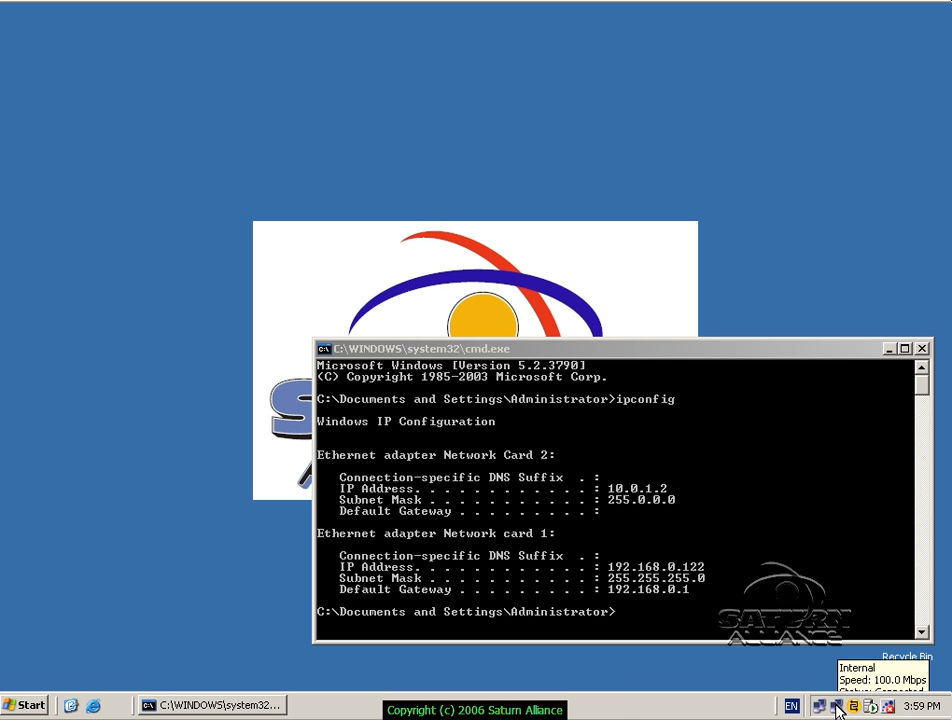 C:\WINDOWS\system32\cmd.exe
Microsoft Windows [Version 5.2.3790]
(C) Copyright 1985-2003 Microsoft Corp.
C:\Documents and Settings\Administrator>ipconfig
Windows IP Configuration
Ethernet adapter Network Card 2:
Connection-specific DNS Suffix . :
IP Address. . . . . . . . . . . . : 10.0.1.2
Subnet Mask . . . . . . . . . . . : 255.0.0.0
Default Gateway . . . . . . . . . :
Ethernet adapter Network card 1:
Connection-specific DNS Suffix . :
IP Address. . . . . . . . . . . . : 192.168.0.122
Subnet Mask . . . . . . . . . . . : 255.255.255.0
Default Gateway . . . . . . . . . : 192.168.0.1
C:\Documents and Settings\Administrator>
SATURN
ALLIANCE
Recycle Bin
Internal
Speed: 100.0 Mbps
Status: Connected
Start
C:\WINDOWS\system32...
Copyright (c) 2006 Saturn Alliance
EN
3:59 PM